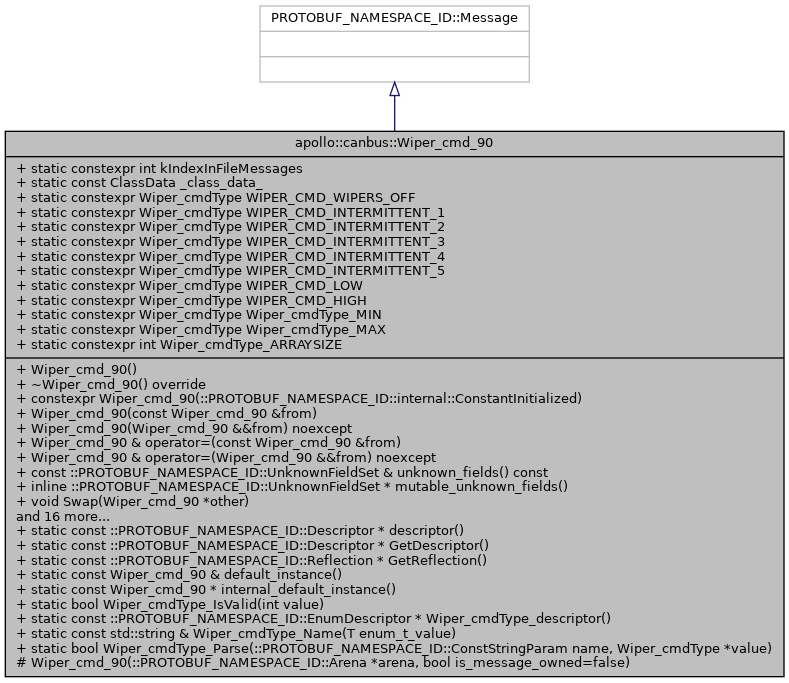 PROTOBUF_NAMESPACE_ID::Message
apollo::canbus::Wiper_cmd_90
+ static constexpr int kIndexInFileMessages
+ static const ClassData _class_data_
+ static constexpr Wiper_cmdType WIPER_CMD_WIPERS_OFF
+ static constexpr Wiper_cmdType WIPER_CMD_INTERMITTENT_1
+ static constexpr Wiper_cmdType WIPER_CMD_INTERMITTENT_2
+ static constexpr Wiper_cmdType WIPER_CMD_INTERMITTENT_3
+ static constexpr Wiper_cmdType WIPER_CMD_INTERMITTENT_4
+ static constexpr Wiper_cmdType WIPER_CMD_INTERMITTENT_5
+ static constexpr Wiper_cmdType WIPER_CMD_LOW
+ static constexpr Wiper_cmdType WIPER_CMD_HIGH
+ static constexpr Wiper_cmdType Wiper_cmdType_MIN
+ static constexpr Wiper_cmdType Wiper_cmdType_MAX
+ static constexpr int Wiper_cmdType_ARRAYSIZE
+ Wiper_cmd_90()
+ ~Wiper_cmd_90() override
+ constexpr Wiper_cmd_90(::PROTOBUF_NAMESPACE_ID::internal::ConstantInitialized)
+ Wiper_cmd_90(const Wiper_cmd_90 &from)
+ Wiper_cmd_90(Wiper_cmd_90 &&from) noexcept
+ Wiper_cmd_90 & operator=(const Wiper_cmd_90 &from)
+ Wiper_cmd_90 & operator=(Wiper_cmd_90 &&from) noexcept
+ const ::PROTOBUF_NAMESPACE_ID::UnknownFieldSet & unknown_fields() const
+ inline ::PROTOBUF_NAMESPACE_ID::UnknownFieldSet * mutable_unknown_fields()
+ void Swap(Wiper_cmd_90 *other)
and 16 more...
+ static const ::PROTOBUF_NAMESPACE_ID::Descriptor * descriptor()
+ static const ::PROTOBUF_NAMESPACE_ID::Descriptor * GetDescriptor()
+ static const ::PROTOBUF_NAMESPACE_ID::Reflection * GetReflection()
+ static const Wiper_cmd_90 & default_instance()
+ static const Wiper_cmd_90 * internal_default_instance()
+ static bool Wiper_cmdType_IsValid(int value)
+ static const ::PROTOBUF_NAMESPACE_ID::EnumDescriptor * Wiper_cmdType_descriptor()
+ static const std::string & Wiper_cmdType_Name(T enum_t_value)
+ static bool Wiper_cmdType_Parse(::PROTOBUF_NAMESPACE_ID::ConstStringParam name, Wiper_cmdType *value)
# Wiper_cmd_90(::PROTOBUF_NAMESPACE_ID::Arena *arena, bool is_message_owned=false)